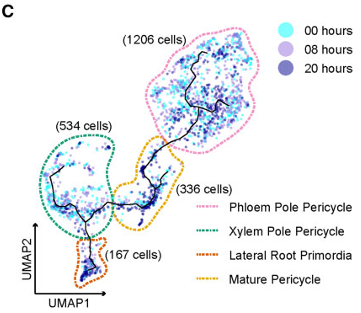 C
00 hours
08 hours
20 hours
(1206 cells)
(534 cells)
(336 cells)
(167 cells)
Phloem Pole Pericycle
Xylem Pole Pericycle
Lateral Root Primordia
Mature Pericycle
UMAP2
UMAP1